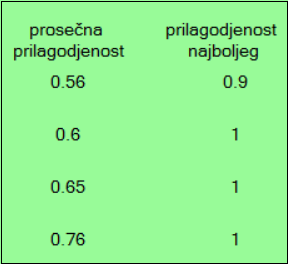 prosečna prilagodjenost
prilagodjenost najboljeg
0.56 0.9
0.6 1
0.65 1
0.76 1